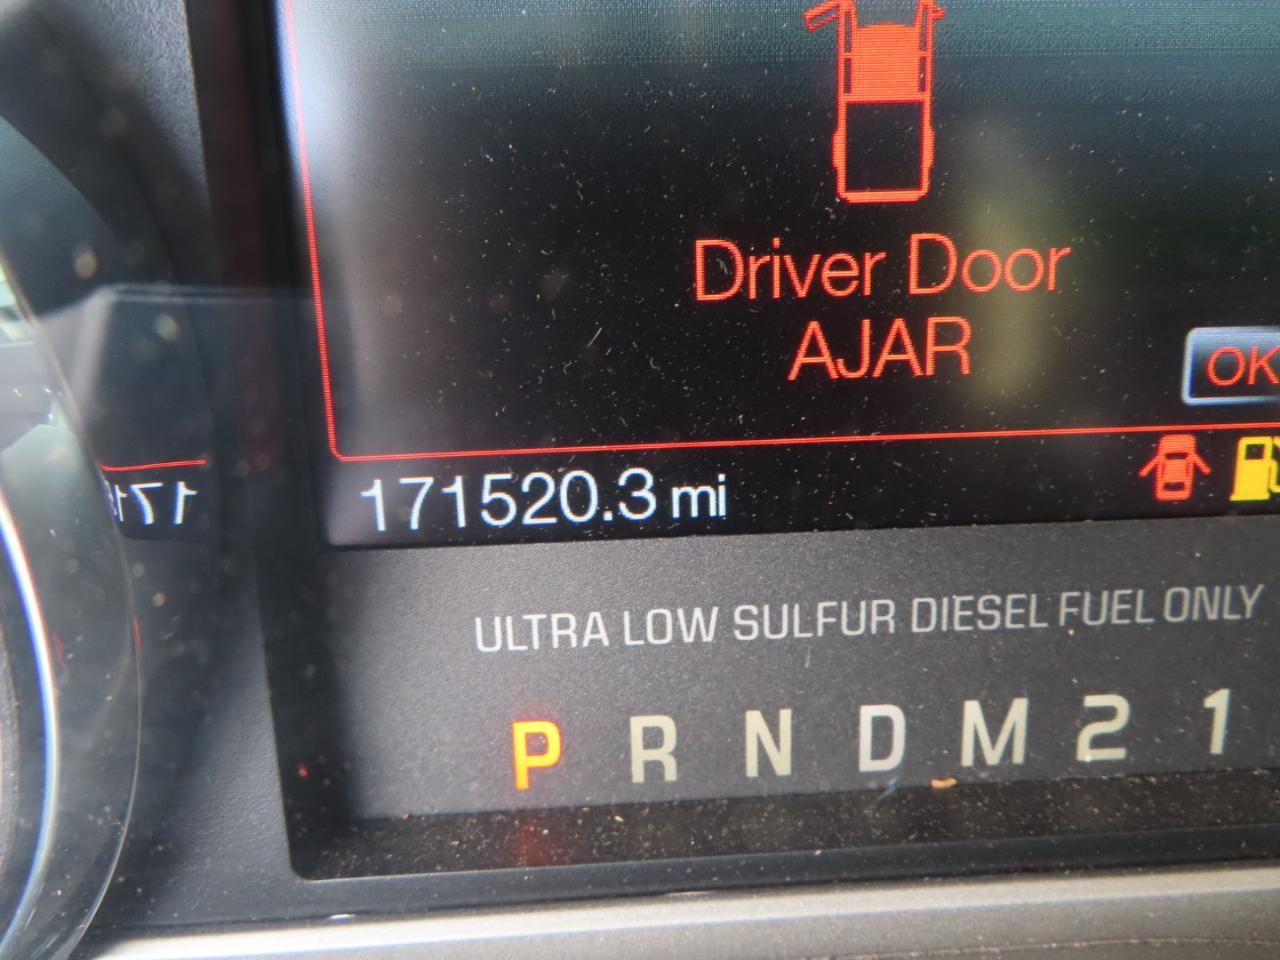 Driver Door
AJAR
OK
171520.3 mi
ULTRA LOW SULFUR DIESEL FUEL ONLY
P R N D M 2 1